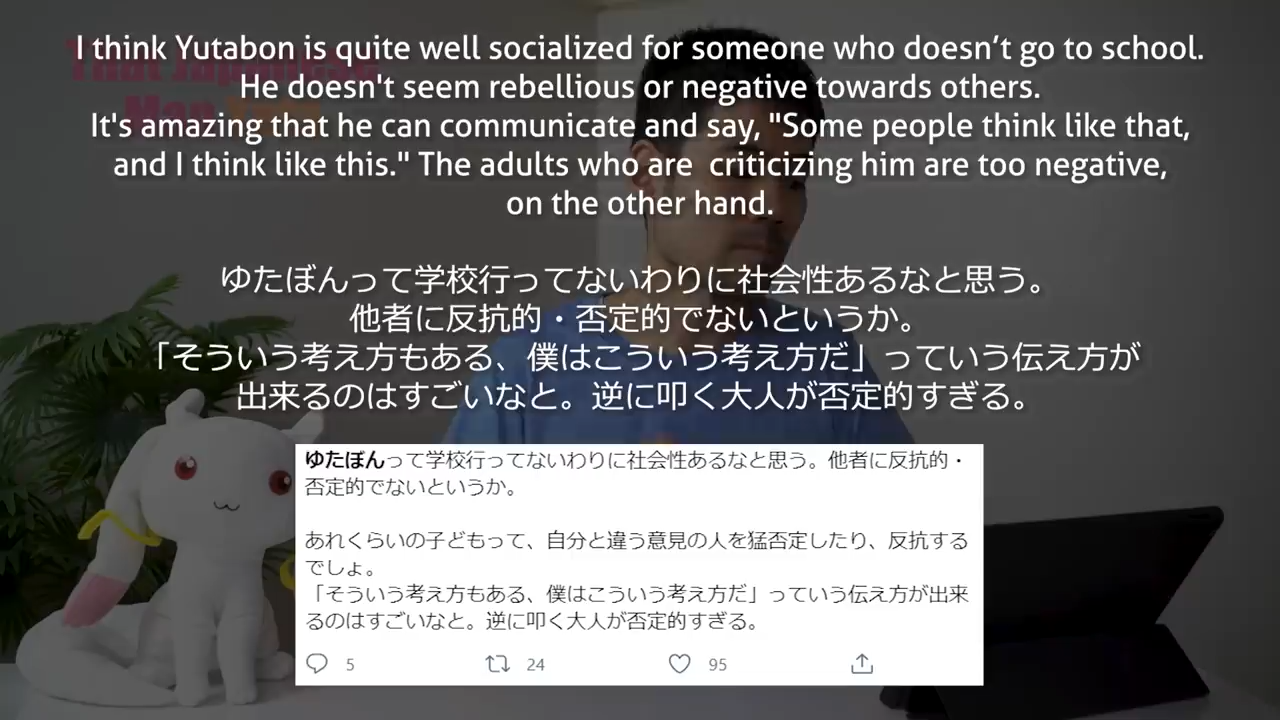 I think Yutabon is quite well socialized for someone who doesn’t go to school.
He doesn't seem rebellious or negative towards others.
It's amazing that he can communicate and say, "Some people think like that,
and I think like this." The adults who are criticizing him are too negative,
on the other hand.
ゆたぼんって学校行ってないわりに社会性あるなと思う。
他者に反抗的・否定的でないというか。
「そういう考え方もある、僕はこういう考え方だ」っていう伝え方が
出来るのはすごいなと。逆に叩く大人が否定的すぎる。
ゆたぼんって学校行ってないわりに社会性あるなと思う。他者に反抗的・
否定的でないというか。
あれくらいの子どもって、自分と違う意見の人を猛否定したり、反抗する
でしょ。
「そういう考え方もある、僕はこういう考え方だ」っていう伝え方が出来
るのはすごいなと。逆に叩く大人が否定的すぎる。
5 24 95